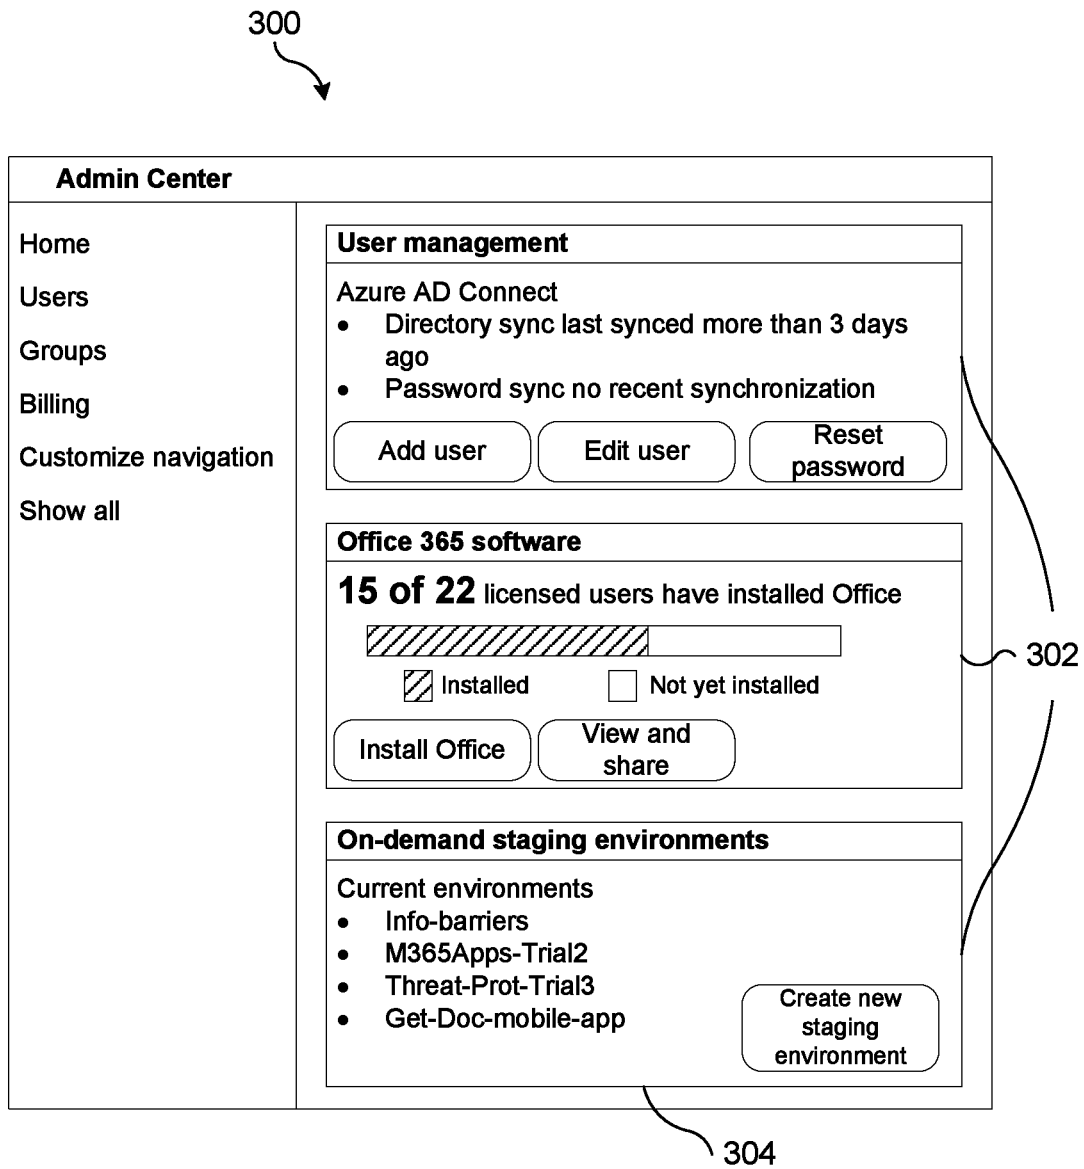 300
Admin Center
Home
Users
Groups
Billing
Customize navigation
Show all
User management
Azure AD Connect
● Directory sync last synced more than 3 days
ago
● Password sync no recent synchronization
Add user
Edit user
Reset
password
Office 365 software
15 of 22 licensed users have installed Office
Installed
Not yet installed
Install Office
View and
share
302
On-demand staging environments
Current environments
● Info-barriers
● M365Apps-Trial2
● Threat-Prot-Trial3
● Get-Doc-mobile-app
Create new
staging
environment
304